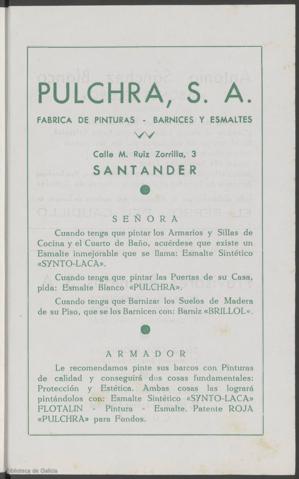 PULCHRA, S. A.
FABRICA DE PINTURAS - BARNICES Y ESMALTES
Calle M. Ruiz Zorrilla, 3
SANTANDER
SEÑORA
Cuando tenga que pintar los Armarios y Sillas de
Cocina y el Cuarto de Baño, acuérdese que existe un
Esmalte inmejorable que se llama: Esmalte Sintético
«SYNTO-LACA».
Cuando tenga que pintar las Puertas de su Casa,
pida: Esmalte Blanco «PULCHRA».
Cuando tenga que Barnizar los Suelos de Madera
de su Piso, que se los Barnicen con: Barniz «BRILLOL».
ARMADOR
Le recomendamos pinte sus barcos con Pinturas
de calidad y conseguirá dos cosas fundamentales:
Protección y Estética. Ambas cosas las logrará
pintándolos con: Esmalte Sintético «SYNTO-LACA»
FLOTALIN - Pintura - Esmalte. Patente ROJA
«PULCHRA» para Fondos.
Biblioteca de Galicia